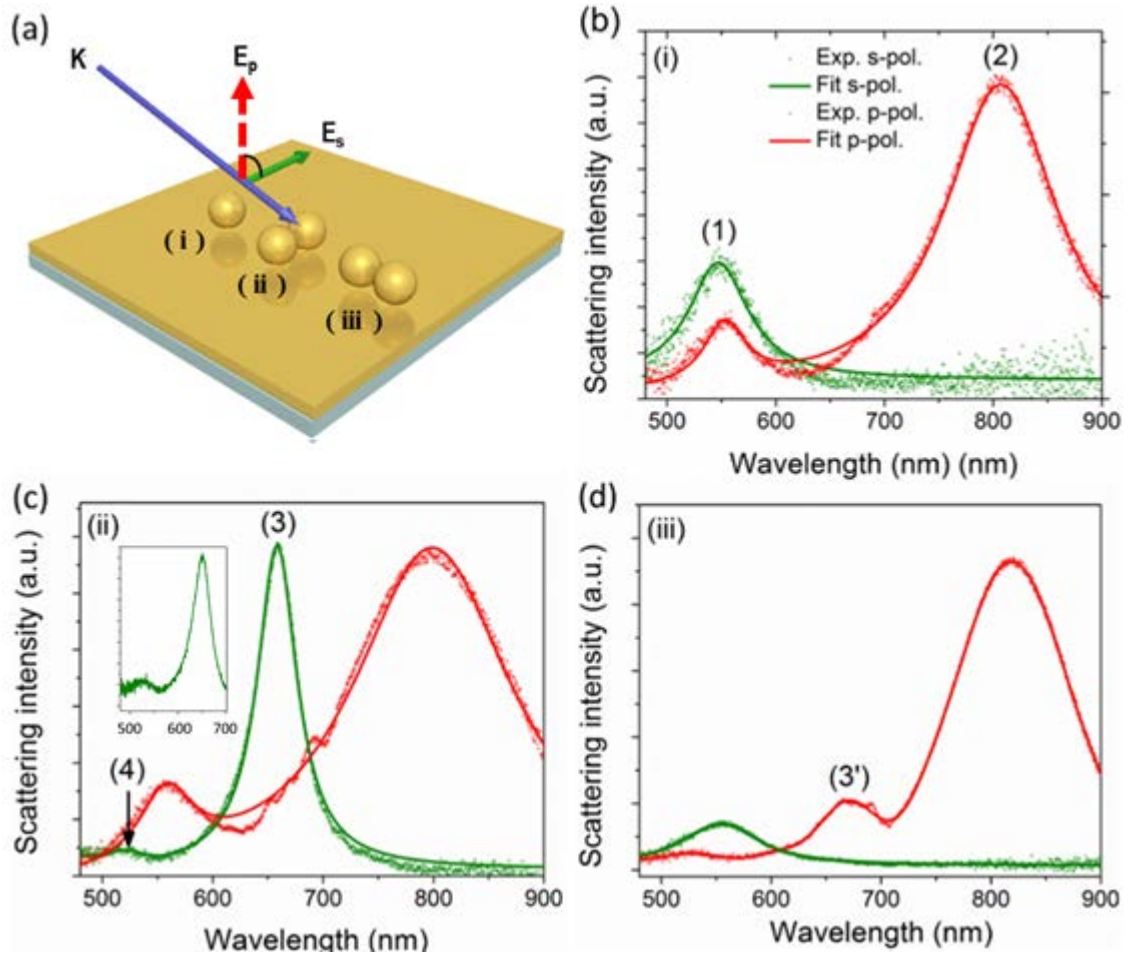 (a)
K
Ep
Es
(i)
(ii)
(iii)
(b)
(i)
Exp. s-pol.
Fit s-pol.
Exp. p-pol.
Fit p-pol.
(1)
(2)
Scattering intensity (a.u.)
500 600 700 800 900
Wavelength (nm) (nm)
(c)
(ii)
(3)
(4)
500 600 700
Scattering intensity (a.u.)
500 600 700 800 900
Wavelength (nm)
(d)
(iii)
(3')
Scattering intensity (a.u.)
500 600 700 800 900
Wavelength (nm)